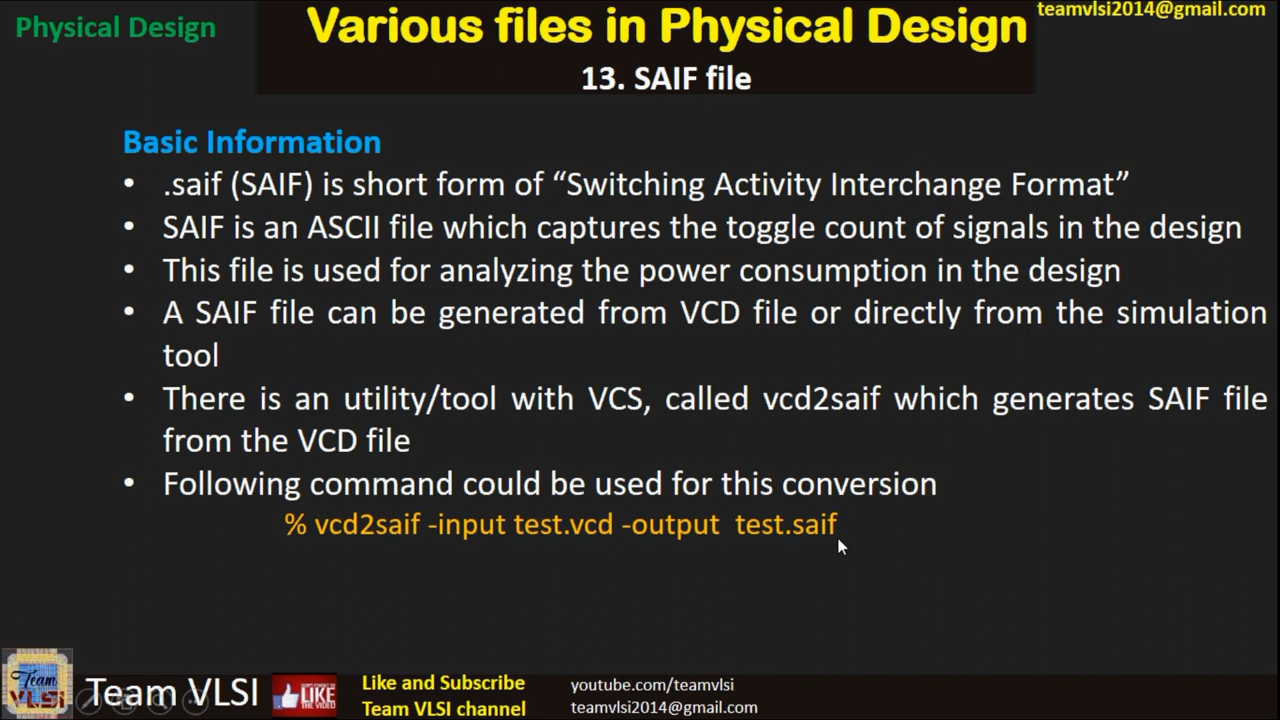 Physical Design
Various files in Physical Design
teamvlsi2014@gmail.com
13. SAIF file
Basic Information
• .saif (SAIF) is short form of “Switching Activity Interchange Format”
• SAIF is an ASCII file which captures the toggle count of signals in the design
• This file is used for analyzing the power consumption in the design
• A SAIF file can be generated from VCD file or directly from the simulation
tool
• There is an utility/tool with VCS, called vcd2saif which generates SAIF file
from the VCD file
• Following command could be used for this conversion
% vcd2saif -input test.vcd -output test.saif
Team
VLSI
Team VLSI
LIKE
Like and Subscribe
Team VLSI channel
youtube.com/teamvlsi
teamvlsi2014@gmail.com